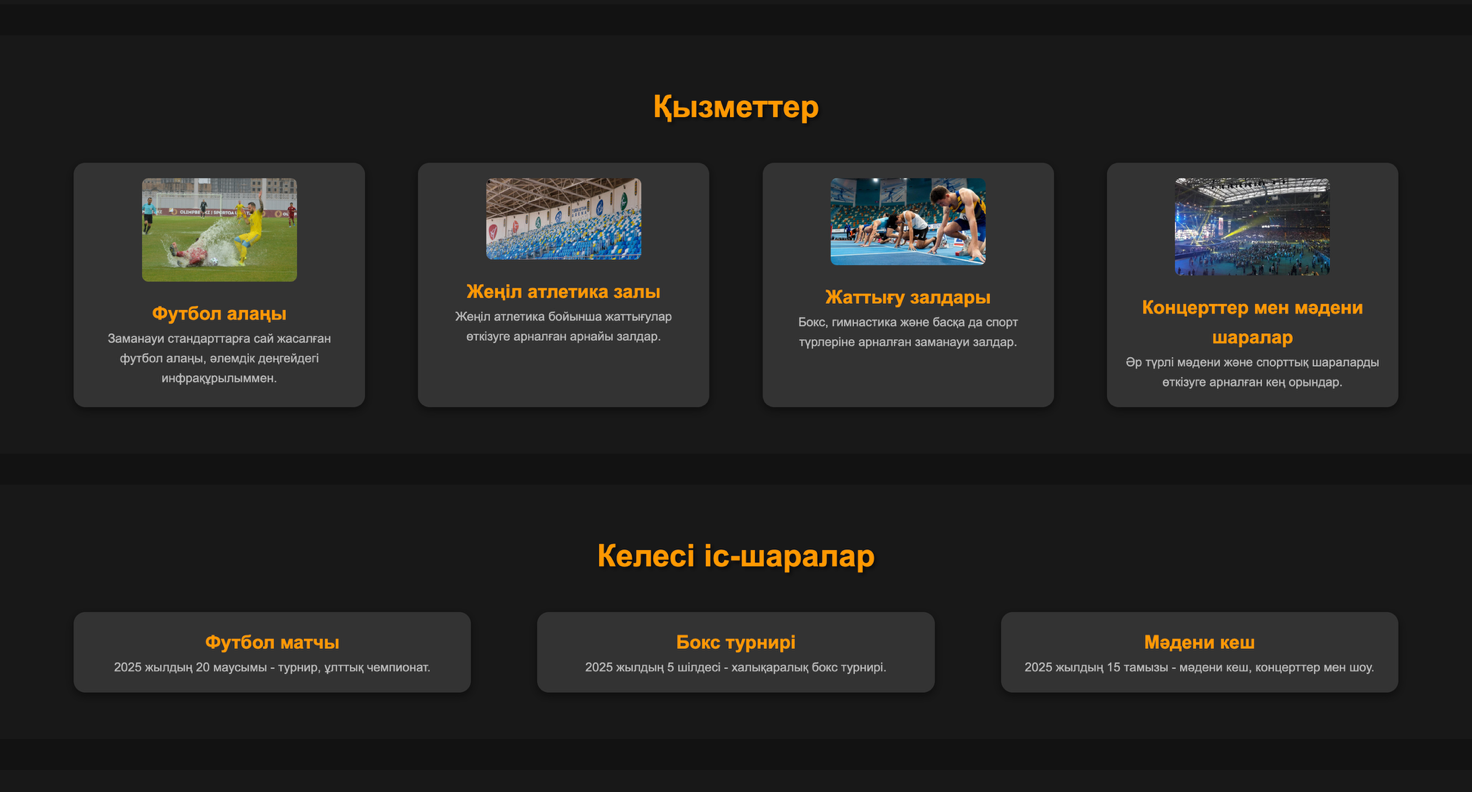 Қызметтер
Футбол алаңы
Заманауи стандарттарға сай жасалған
футбол алаңы, әлемдік деңгейдегі
инфрақұрылыммен.
Жеңіл атлетика залы
Жеңіл атлетика бойынша жаттығулар
өткізуге арналған арнайы залдар.
Жаттығу залдары
Бокс, гимнастика және басқа да спорт
түрлеріне арналған заманауи залдар.
Концерттер мен мәдени
шаралар
Әр түрлі мәдени және спорттық шараларды
өткізуге арналған кең орындар.
Келесі іс-шаралар
Футбол матчы
2025 жылдың 20 маусымы - турнир, ұлттық чемпионат.
Бокс турнирі
2025 жылдың 5 шілдесі - халықаралық бокс турнирі.
Мәдени кеш
2025 жылдың 15 тамызы - мәдени кеш, концерттер мен шоу.